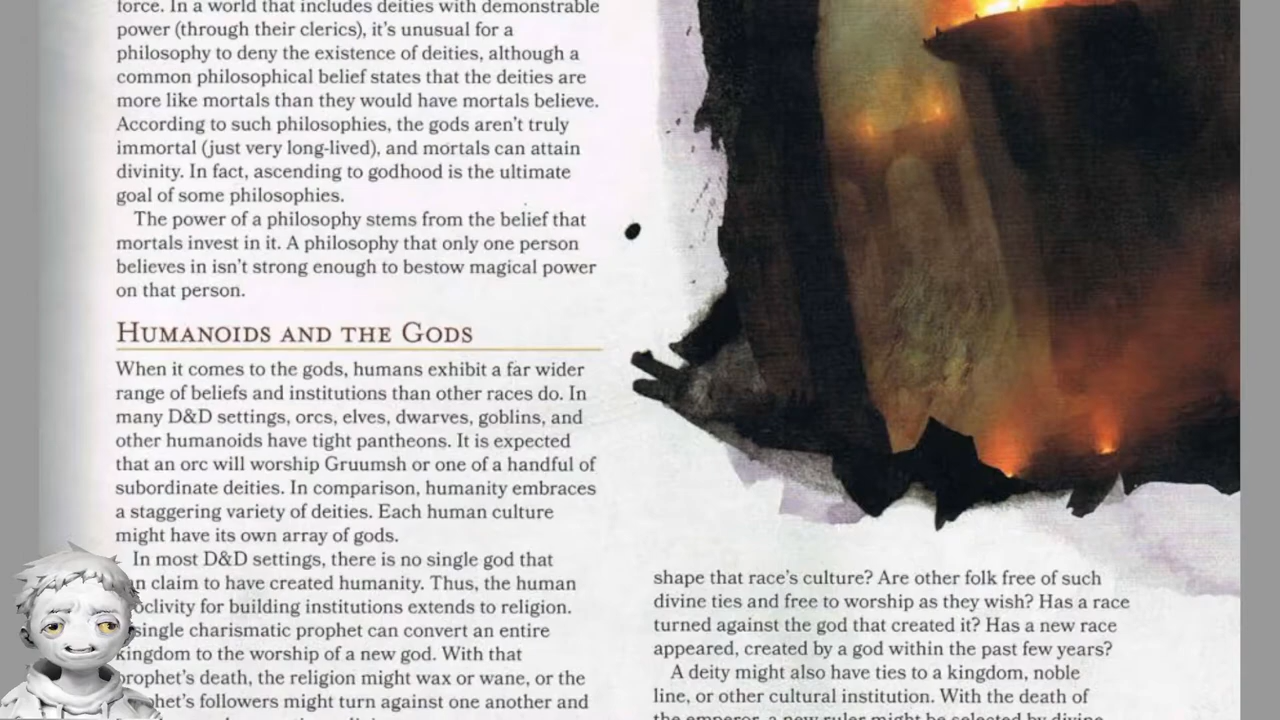 force. In a world that includes deities with demonstrable
power (through their clerics), it's unusual for a
philosophy to deny the existence of deities, although a
common philosophical belief states that the deities are
more like mortals than they would have mortals believe.
According to such philosophies, the gods aren't truly
immortal (just very long-lived), and mortals can attain
divinity. In fact, ascending to godhood is the ultimate
goal of some philosophies.
The power of a philosophy stems from the belief that
mortals invest in it. A philosophy that only one person
believes in isn't strong enough to bestow magical power
on that person.
Humanoids and the Gods
When it comes to the gods, humans exhibit a far wider
range of beliefs and institutions than other races do. In
many D&D settings, orcs, elves, dwarves, goblins, and
other humanoids have tight pantheons. It is expected
that an orc will worship Gruumsh or one of a handful of
subordinate deities. In comparison, humanity embraces
a staggering variety of deities. Each human culture
might have its own array of gods.
In most D&D settings, there is no single god that
claim to have created humanity. Thus, the human
for building institutions extends to religion.
single charismatic prophet can convert an entire
kingdom to the worship of a new god. With that
prophet's death, the religion might wax or wane, or the
followers might turn against one another and
shape that race's culture? Are other folk free of such
divine ties and free to worship as they wish? Has a race
turned against the god that created it? Has a new race
appeared, created by a god within the past few years?
A deity might also have ties to a kingdom, noble
line, or other cultural institution. With the death of
the emperor, a new ruler might be selected by divine